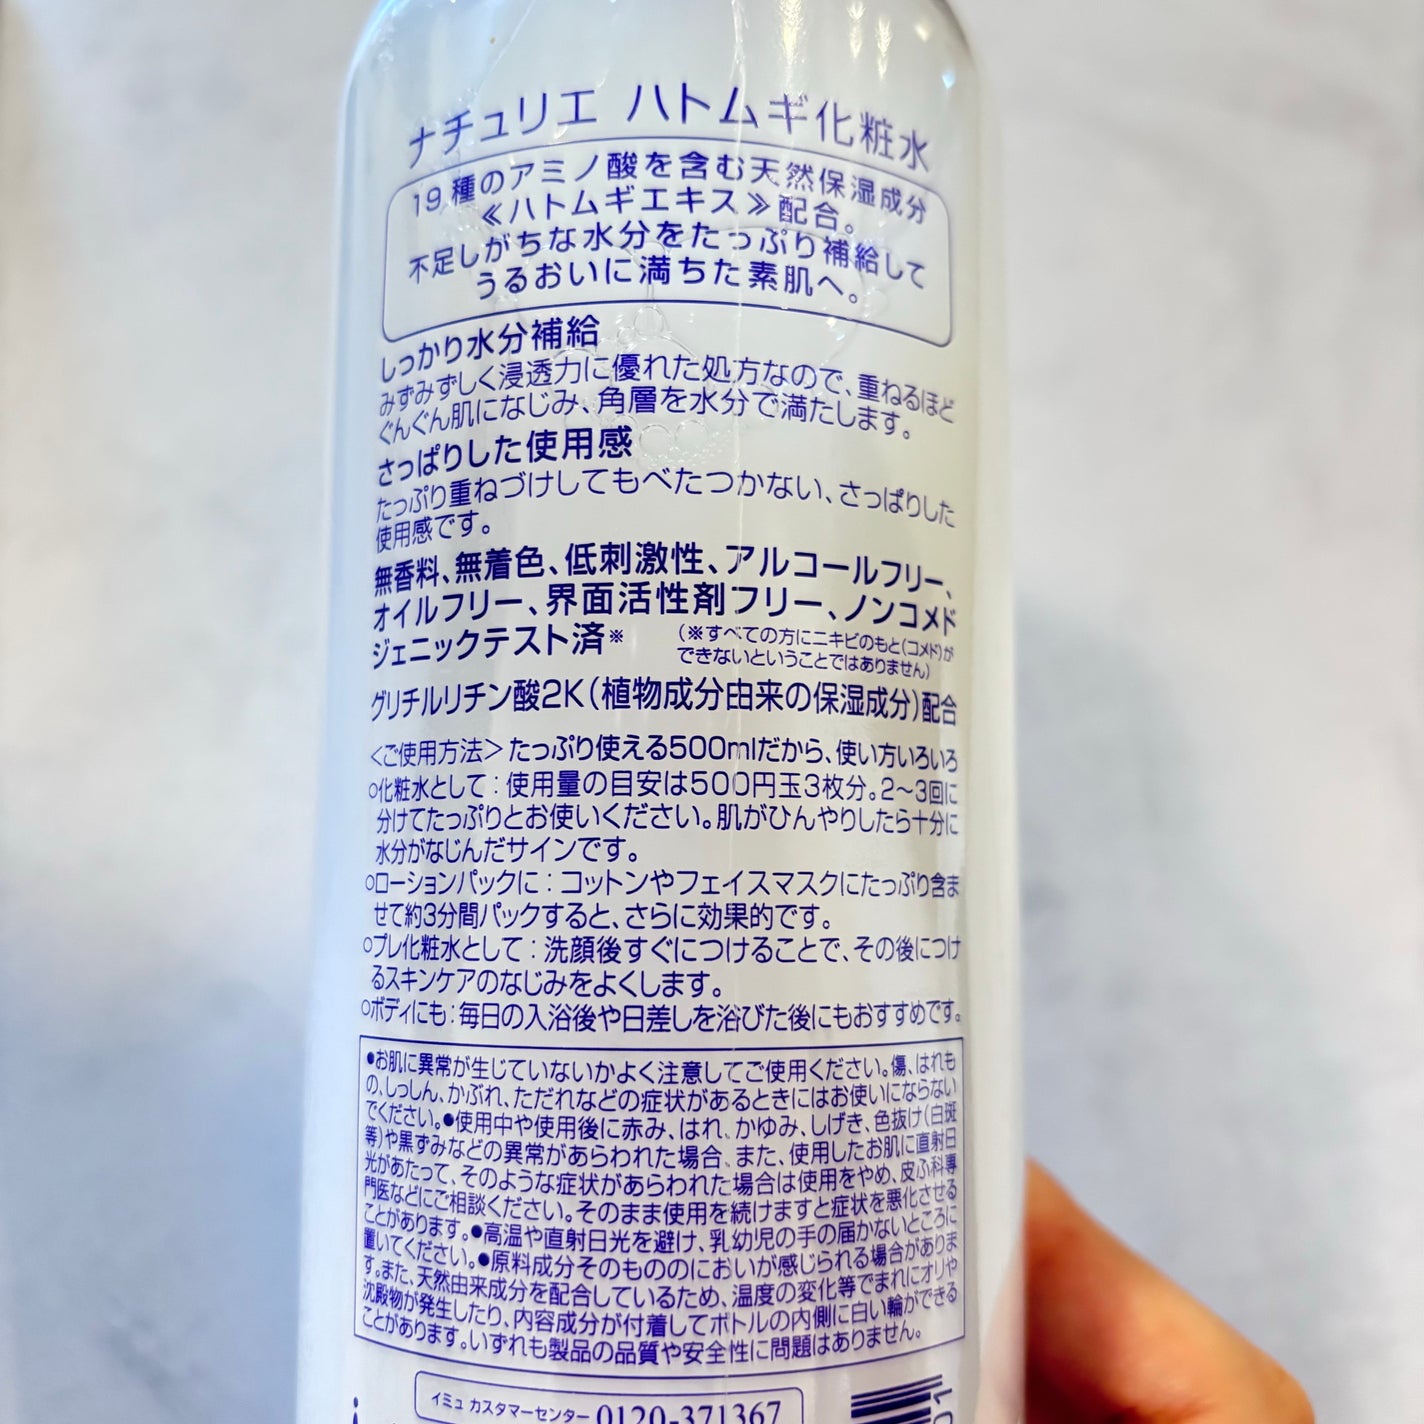 ナチュリエ ハトムギ化粧水
19種のアミノ酸を含む天然保湿成分
≪ハトムギエキス≫配合。
不足しがちな水分をたっぷり補給して
うるおいに満ちた素肌へ。
しっかり水分補給
みずみずしく浸透力に優れた処方なので、重ねるほど
ぐんぐん肌になじみ、角層を水分で満たします。
さっぱりした使用感
たっぷり重ねづけしてもべたつかない、さっぱりした
使用感です。
無香料、無着色、低刺激性、アルコールフリー、
オイルフリー、界面活性剤フリー、ノンコメド
ジェニックテスト済※
(※すべての方にニキビのもと(コメド)が
できないということではありません)
グリチルリチン酸2K(植物成分由来の保湿成分)配合
<ご使用方法>たっぷり使える500mlだから、使い方いろいろ
○化粧水として：使用量の目安は500円玉3枚分。2～3回に
分けてたっぷりとお使いください。肌がひんやりしたら十分に
水分がなじんだサインです。
○ローションパックに：コットンやフェイスマスクにたっぷり含ま
せて約3分間パックすると、さらに効果的です。
○プレ化粧水として：洗顔後すぐにつけることで、その後につけ
るスキンケアのなじみをよくします。
○ボディにも：毎日の入浴後や日差しを浴びた後にもおすすめです。
●お肌に異常が生じていないかよく注意してご使用ください。傷、はれも
の、しっしん、かぶれ、ただれなどの症状があるときにはお使いにならない
でください。●使用中や使用後に赤み、はれ、かゆみ、しげき、色抜け(白斑
等)や黒ずみなどの異常があらわれた場合、また、使用したお肌に直射日
光があたって、そのような症状があらわれた場合は使用をやめ、皮ふ科専
門医などにご相談ください。そのまま使用を続けますと症状を悪化させる
ことがあります。●高温や直射日光を避け、乳幼児の手の届かないところに
置いてください。●原料成分そのもののにおいが感じられる場合がありま
す。また、天然由来成分を配合しているため、温度の変化等でまれにオリや
沈殿物が発生したり、内容成分が付着してボトルの内側に白い輪ができる
ことがあります。いずれも製品の品質や安全性に問題はありません。
イミュ カスタマーセンター 0120-371367